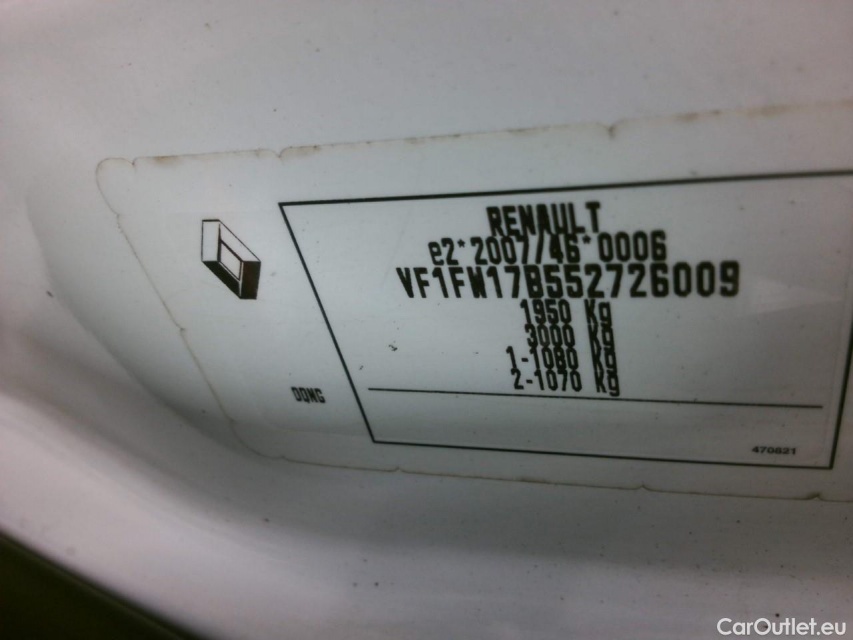 RENAULT
e2*2007/46*0006
VF1FW17B552726009
1950 Kg
3000 Kg
1-1080 Kg
2-1070 Kg
DQNG
470821
CarOutlet.eu